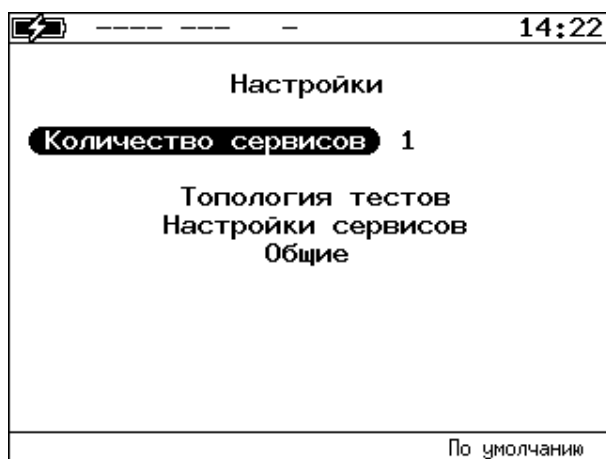 ---- --- - 14:22
Настройки
Количество сервисов 1
Топология тестов
Настройки сервисов
Общие
По умолчанию